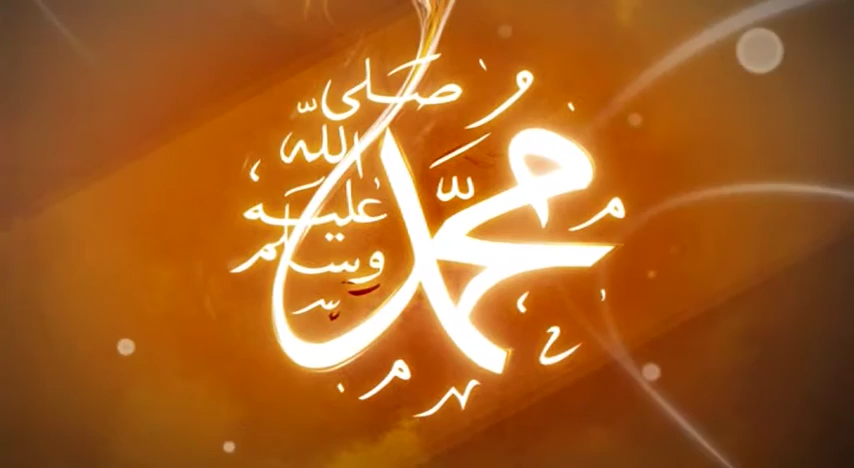 محمد
صلى
الله
عليه
وسلم